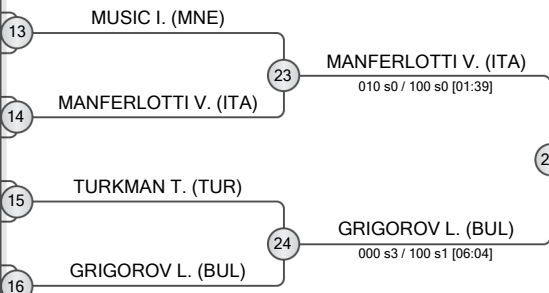 13
MUSIC I. (MNE)
23
MANFERLOTTI V. (ITA)
010 s0 / 100 s0 [01:39]
14
MANFERLOTTI V. (ITA)
15
TURKMAN T. (TUR)
24
GRIGOROV L. (BUL)
000 s3 / 100 s1 [06:04]
16
GRIGOROV L. (BUL)